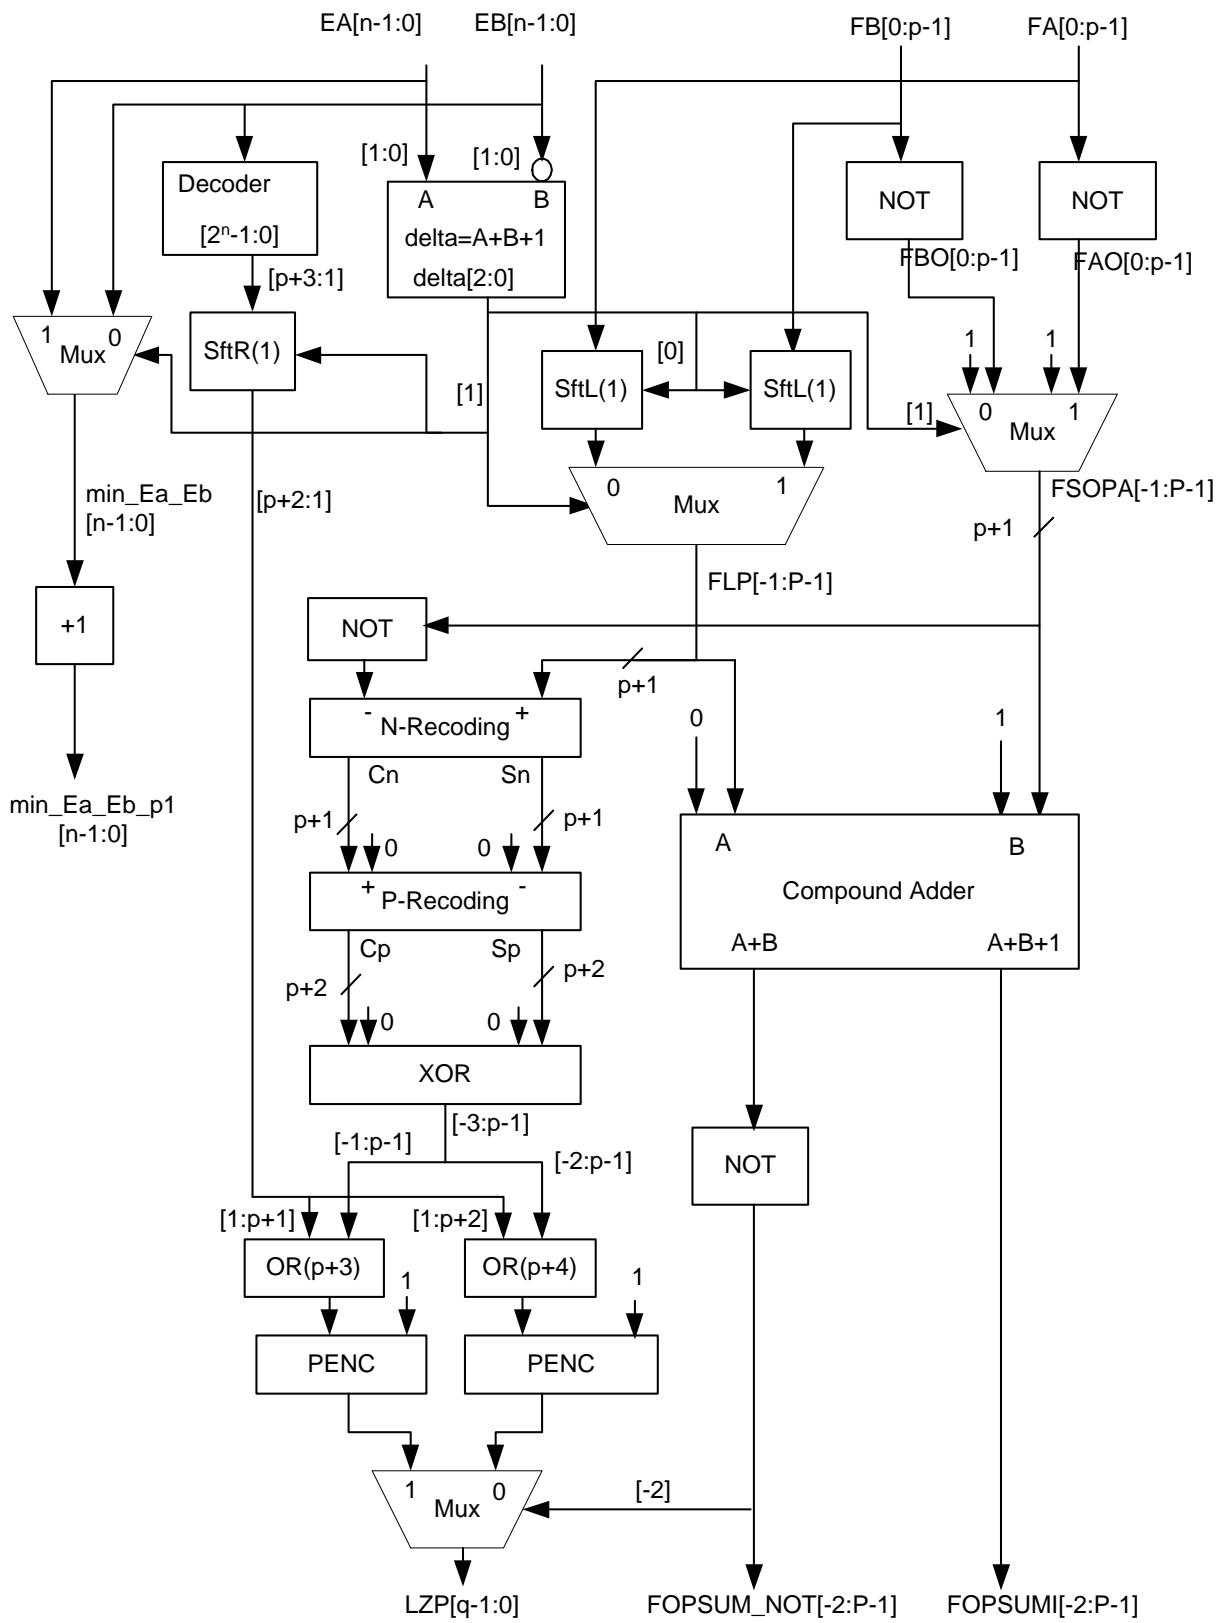 EA[n-1:0]
EB[n-1:0]
FB[0:p-1]
FA[0:p-1]
[1:0]
[1:0]
Decoder
[2ⁿ-1:0]
A
B
delta=A+B+1
delta[2:0]
NOT
NOT
FBO[0:p-1]
FAO[0:p-1]
[p+3:1]
1
0
Mux
SftR(1)
[0]
SftL(1)
SftL(1)
1
1
[1]
[1]
0
1
Mux
0
1
Mux
min_Ea_Eb
[n-1:0]
[p+2:1]
FSOPA[-1:P-1]
p+1
FLP[-1:P-1]
+1
NOT
p+1
-
+
N-Recoding
0
1
Cn
Sn
min_Ea_Eb_p1
[n-1:0]
p+1
p+1
0
0
A
B
Compound Adder
A+B
A+B+1
+
-
P-Recoding
Cp
Sp
p+2
p+2
0
0
XOR
[-3:p-1]
[-1:p-1]
[-2:p-1]
NOT
[1:p+1]
[1:p+2]
OR(p+3)
OR(p+4)
1
1
PENC
PENC
1
0
Mux
[-2]
LZP[q-1:0]
FOPSUM_NOT[-2:P-1]
FOPSUMI[-2:P-1]